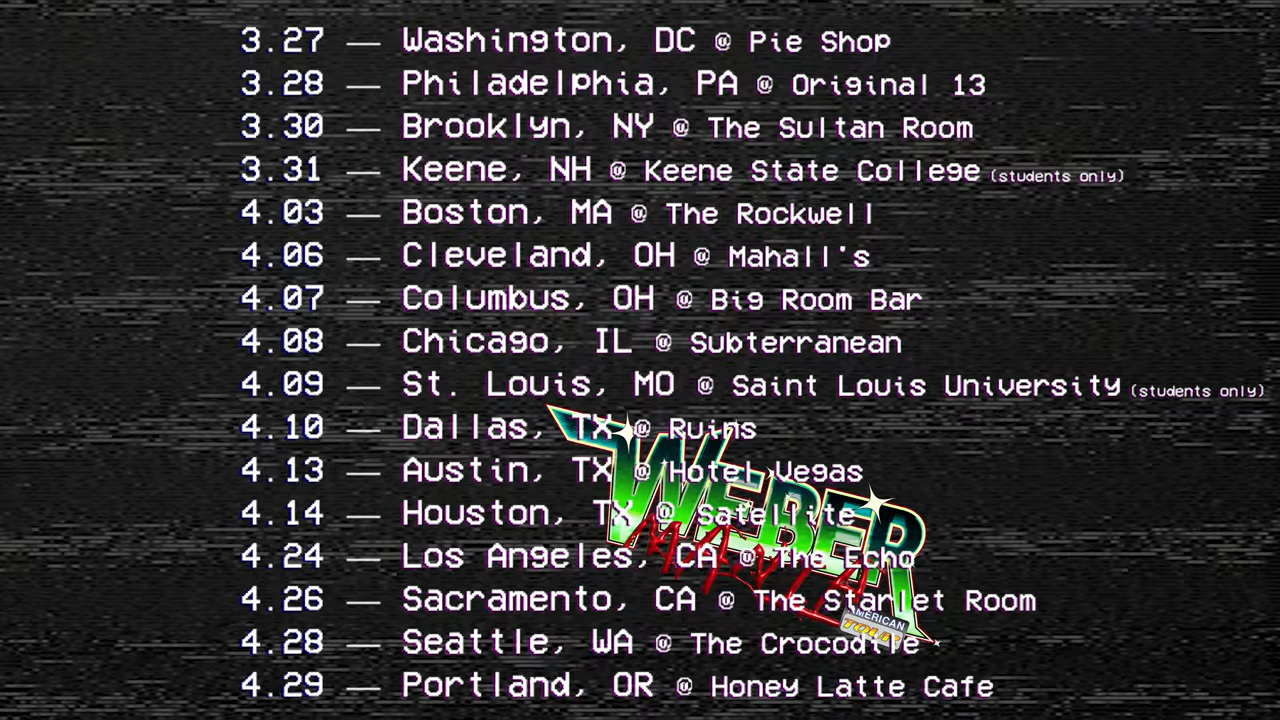 3.27 — Washington, DC @ Pie Shop
3.28 — Philadelphia, PA @ Original 13
3.30 — Brooklyn, NY @ The Sultan Room
3.31 — Keene, NH @ Keene State College (students only)
4.03 — Boston, MA @ The Rockwell
4.06 — Cleveland, OH @ Mahall's
4.07 — Columbus, OH @ Big Room Bar
4.08 — Chicago, IL @ Subterranean
4.09 — St. Louis, MO @ Saint Louis University (students only)
4.10 — Dallas, TX @ Ruins
4.13 — Austin, TX @ Hotel Vegas
4.14 — Houston, TX @ Satellite
4.24 — Los Angeles, CA @ The Echo
4.26 — Sacramento, CA @ The Starlet Room
4.28 — Seattle, WA @ The Crocodile
4.29 — Portland, OR @ Honey Latte Cafe
WEBER
MANIA
AMERICAN
TOUR